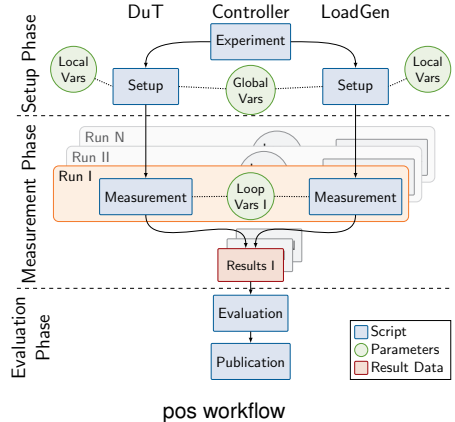 DuT Controller LoadGen
Setup Phase
Experiment
Local
Vars
Setup
Global
Vars
Setup
Local
Vars
Measurement Phase
Run N
Run II
Run I
Measurement
Loop
Vars I
Measurement
Results I
Evaluation
Phase
Evaluation
Publication
Script
Parameters
Result Data
pos workflow